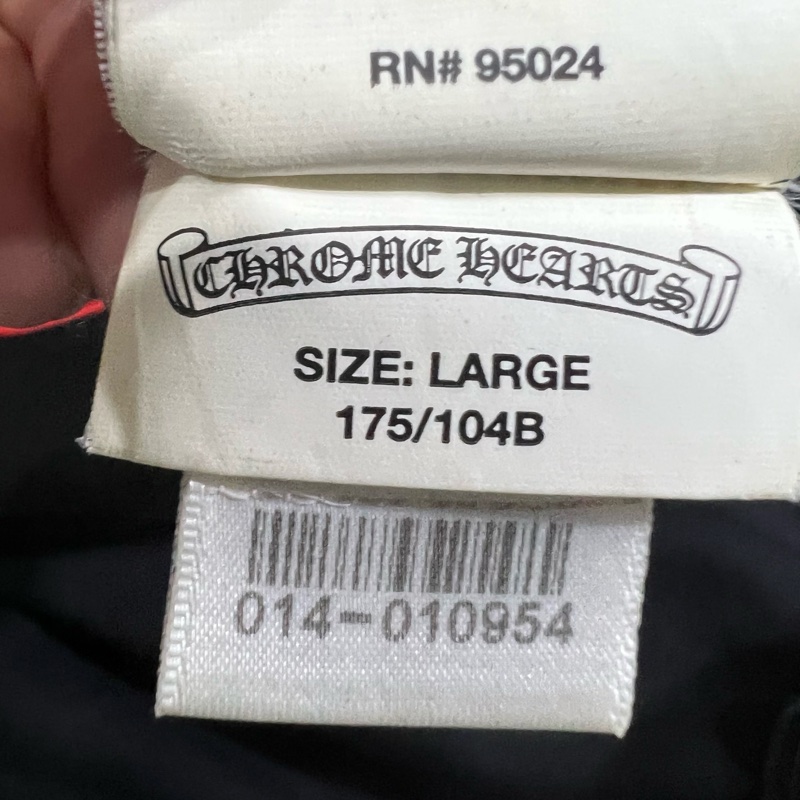 RN# 95024
CHROME HEARTS
SIZE: LARGE
175/104B
014-010954